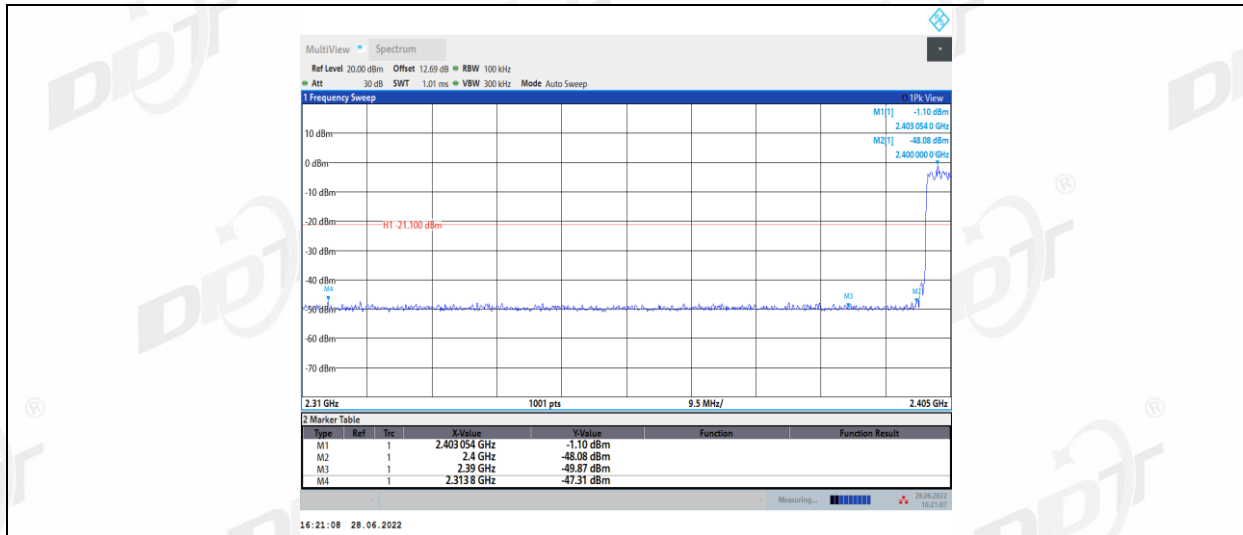 MultiView Spectrum
Ref Level 20.00 dBm Offset 12.69 dB RBW 100 kHz
Att 30 dB SWT 1.01 ms VBW 300 kHz Mode Auto Sweep
1 Frequency Sweep 1Pk View
M1[1] -1.10 dBm
2.403 054 0 GHz
10 dBm
M2[1] -48.08 dBm
2.400 000 0 GHz
0 dBm
-10 dBm
-20 dBm
H1 -21.100 dBm
-30 dBm
-40 dBm
M4 M3 M2
-50 dBm
-60 dBm
-70 dBm
2.31 GHz 1001 pts 9.5 MHz/ 2.405 GHz
2 Marker Table
Type Ref Trc X-Value Y-Value Function Function Result
M1 1 2.403 054 GHz -1.10 dBm
M2 1 2.4 GHz -48.08 dBm
M3 1 2.39 GHz -49.87 dBm
M4 1 2.313 8 GHz -47.31 dBm
Measuring... 28.06.2022
16:21:07
16:21:08 28.06.2022
DDT
®